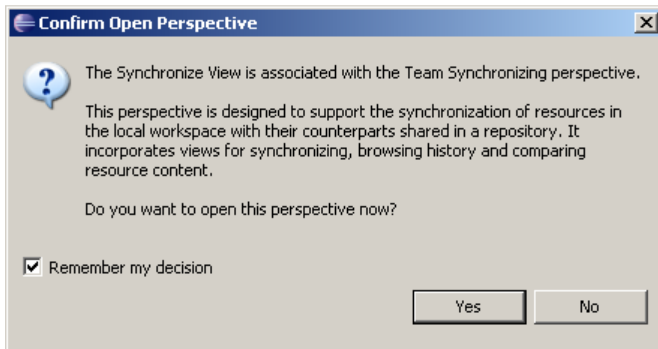 Confirm Open Perspective
The Synchronize View is associated with the Team Synchronizing perspective.
This perspective is designed to support the synchronization of resources in
the local workspace with their counterparts shared in a repository. It
incorporates views for synchronizing, browsing history and comparing
resource content.
Do you want to open this perspective now?
Remember my decision
Yes No